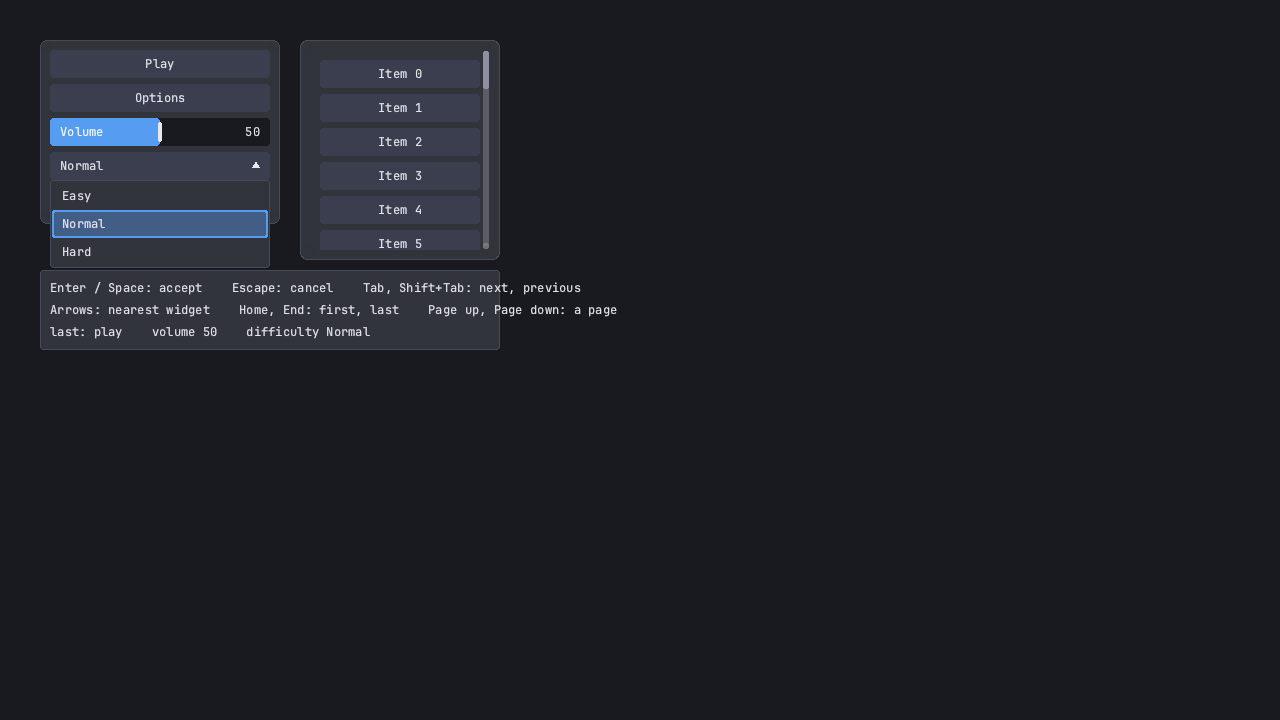 Play
Options
Volume 50
Normal
Easy
Normal
Hard
Item 0
Item 1
Item 2
Item 3
Item 4
Item 5
Enter / Space: accept    Escape: cancel    Tab, Shift+Tab: next, previous
Arrows: nearest widget    Home, End: first, last    Page up, Page down: a page
last: play    volume 50    difficulty Normal